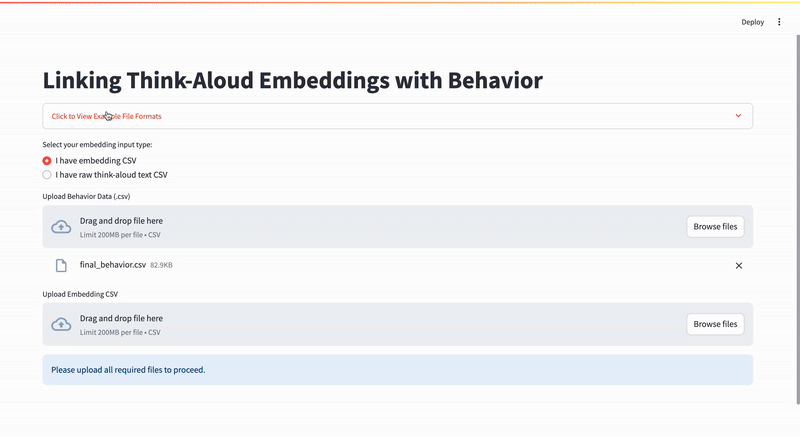 Deploy
Linking Think-Aloud Embeddings with Behavior
Click to View Example File Formats
Select your embedding input type:
I have embedding CSV
I have raw think-aloud text CSV
Upload Behavior Data (.csv)
Drag and drop file here
Limit 200MB per file • CSV
Browse files
final_behavior.csv 82.9KB
Upload Embedding CSV
Drag and drop file here
Limit 200MB per file • CSV
Browse files
Please upload all required files to proceed.